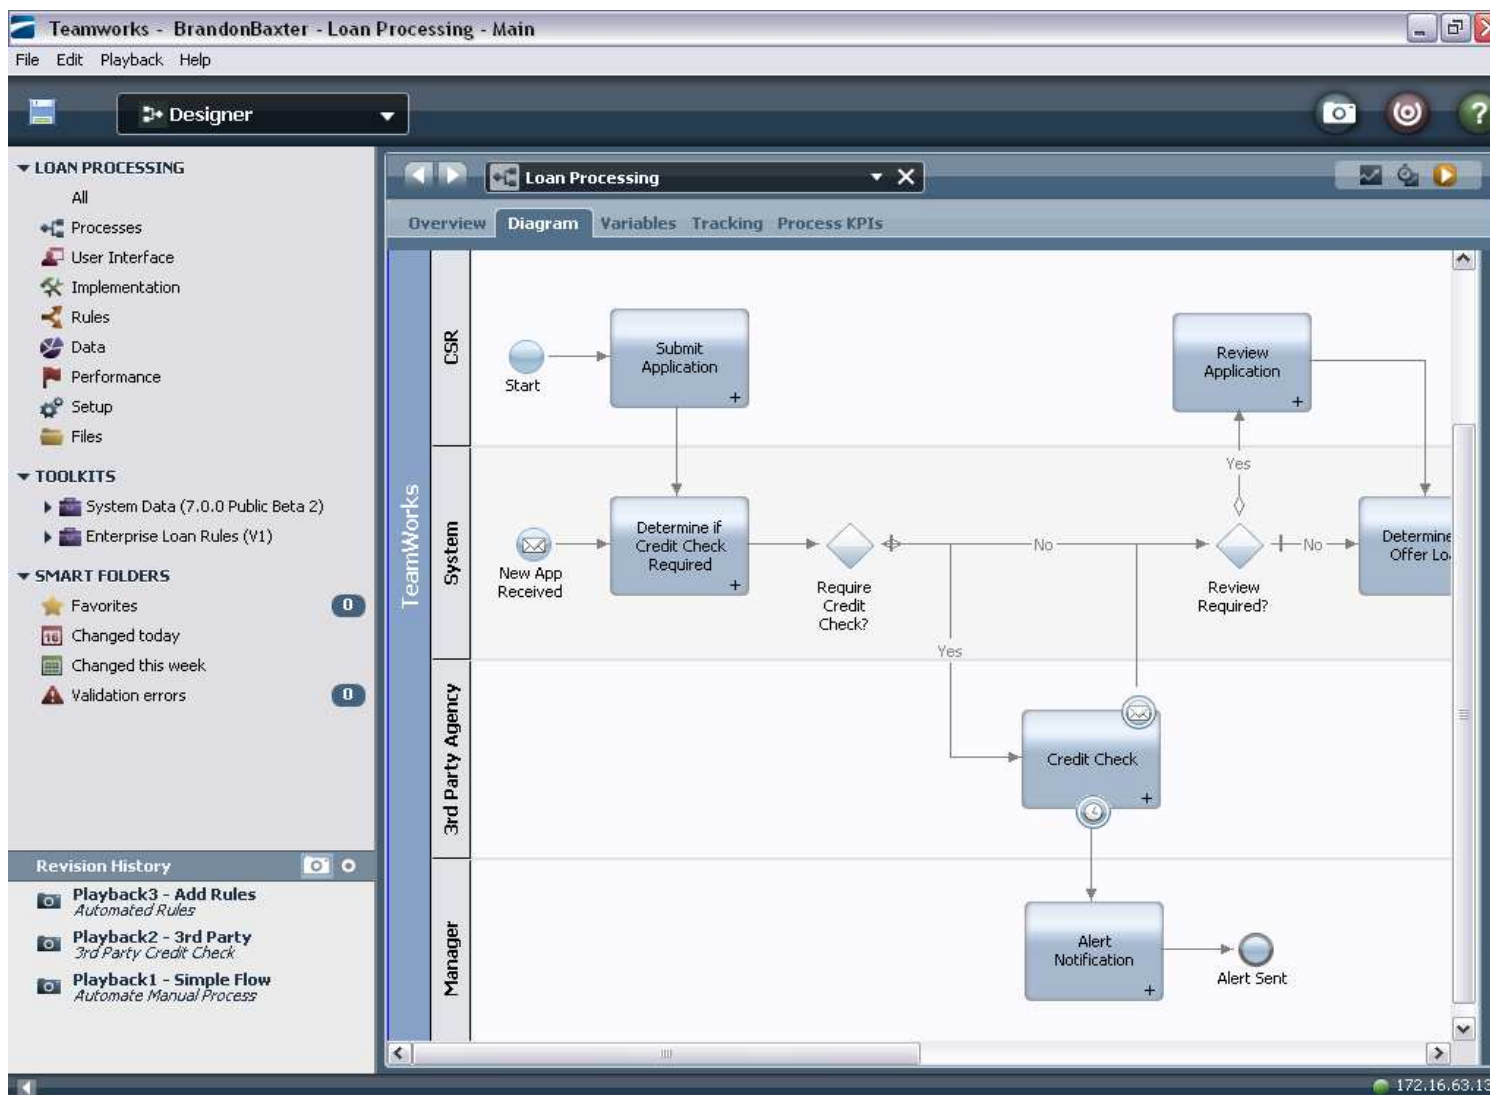 Teamworks - BrandonBaxter - Loan Processing - Main
File Edit Playback Help
Designer
?
LOAN PROCESSING
All
Processes
User Interface
Implementation
Rules
Data
Performance
Setup
Files
TOOLKITS
System Data (7.0.0 Public Beta 2)
Enterprise Loan Rules (V1)
SMART FOLDERS
Favorites 0
16 Changed today
Changed this week
Validation errors 0
Revision History
Playback3 - Add Rules
Automated Rules
Playback2 - 3rd Party
3rd Party Credit Check
Playback1 - Simple Flow
Automate Manual Process
Loan Processing
Overview Diagram Variables Tracking Process KPIs
TeamWorks
CSR
Start
Submit
Application
+
Review
Application
+
System
New App
Received
Determine if
Credit Check
Required
+
Require
Credit
Check?
No
Yes
Yes
Review
Required?
No
Determine
Offer Lo
3rd Party Agency
Credit Check
+
Manager
Alert
Notification
+
Alert Sent
172.16.63.13